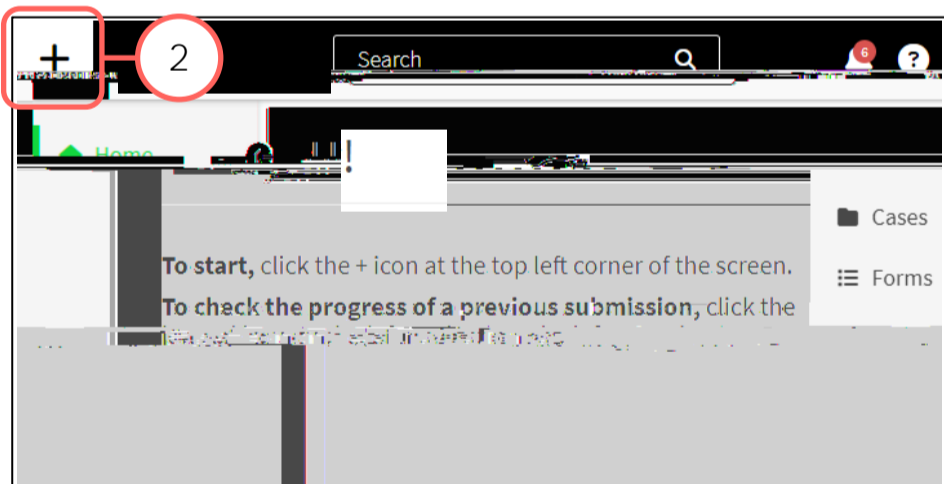 +
2
Search
6
?
Home
!
Cases
Forms
To start, click the + icon at the top left corner of the screen.
To check the progress of a previous submission, click the